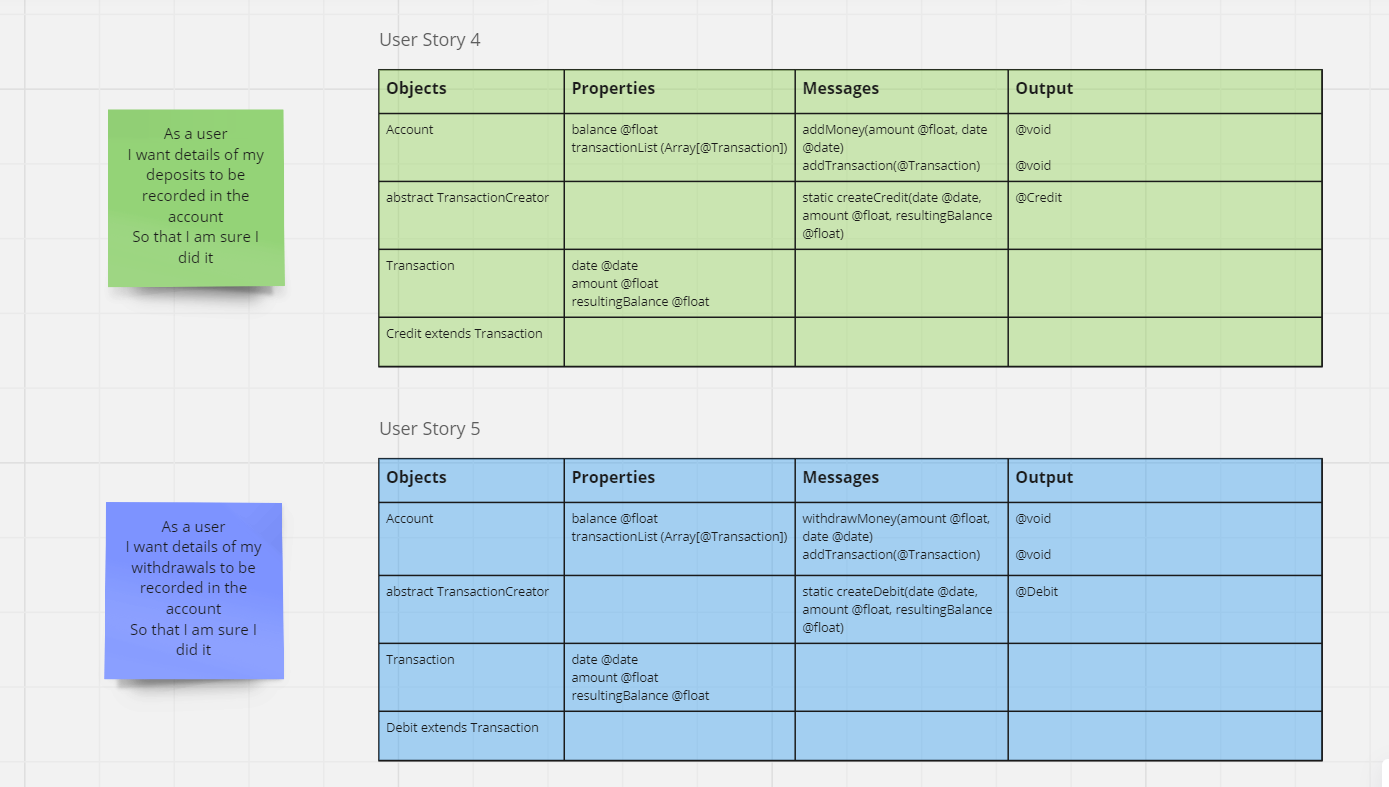 User Story 4
As a user
I want details of my
deposits to be
recorded in the
account
So that I am sure I
did it
Objects Properties Messages Output
Account
balance @float
transactionList (Array[@Transaction])
addMoney(amount @float, date
@date)
addTransaction(@Transaction)
@void
@void
abstract TransactionCreator
static createCredit(date @date,
amount @float, resultingBalance
@float)
@Credit
Transaction
date @date
amount @float
resultingBalance @float
Credit extends Transaction
User Story 5
As a user
I want details of my
withdrawals to be
recorded in the
account
So that I am sure I
did it
Objects Properties Messages Output
Account
balance @float
transactionList (Array[@Transaction])
withdrawMoney(amount @float,
date @date)
addTransaction(@Transaction)
@void
@void
abstract TransactionCreator
static createDebit(date @date,
amount @float, resultingBalance
@float)
@Debit
Transaction
date @date
amount @float
resultingBalance @float
Debit extends Transaction